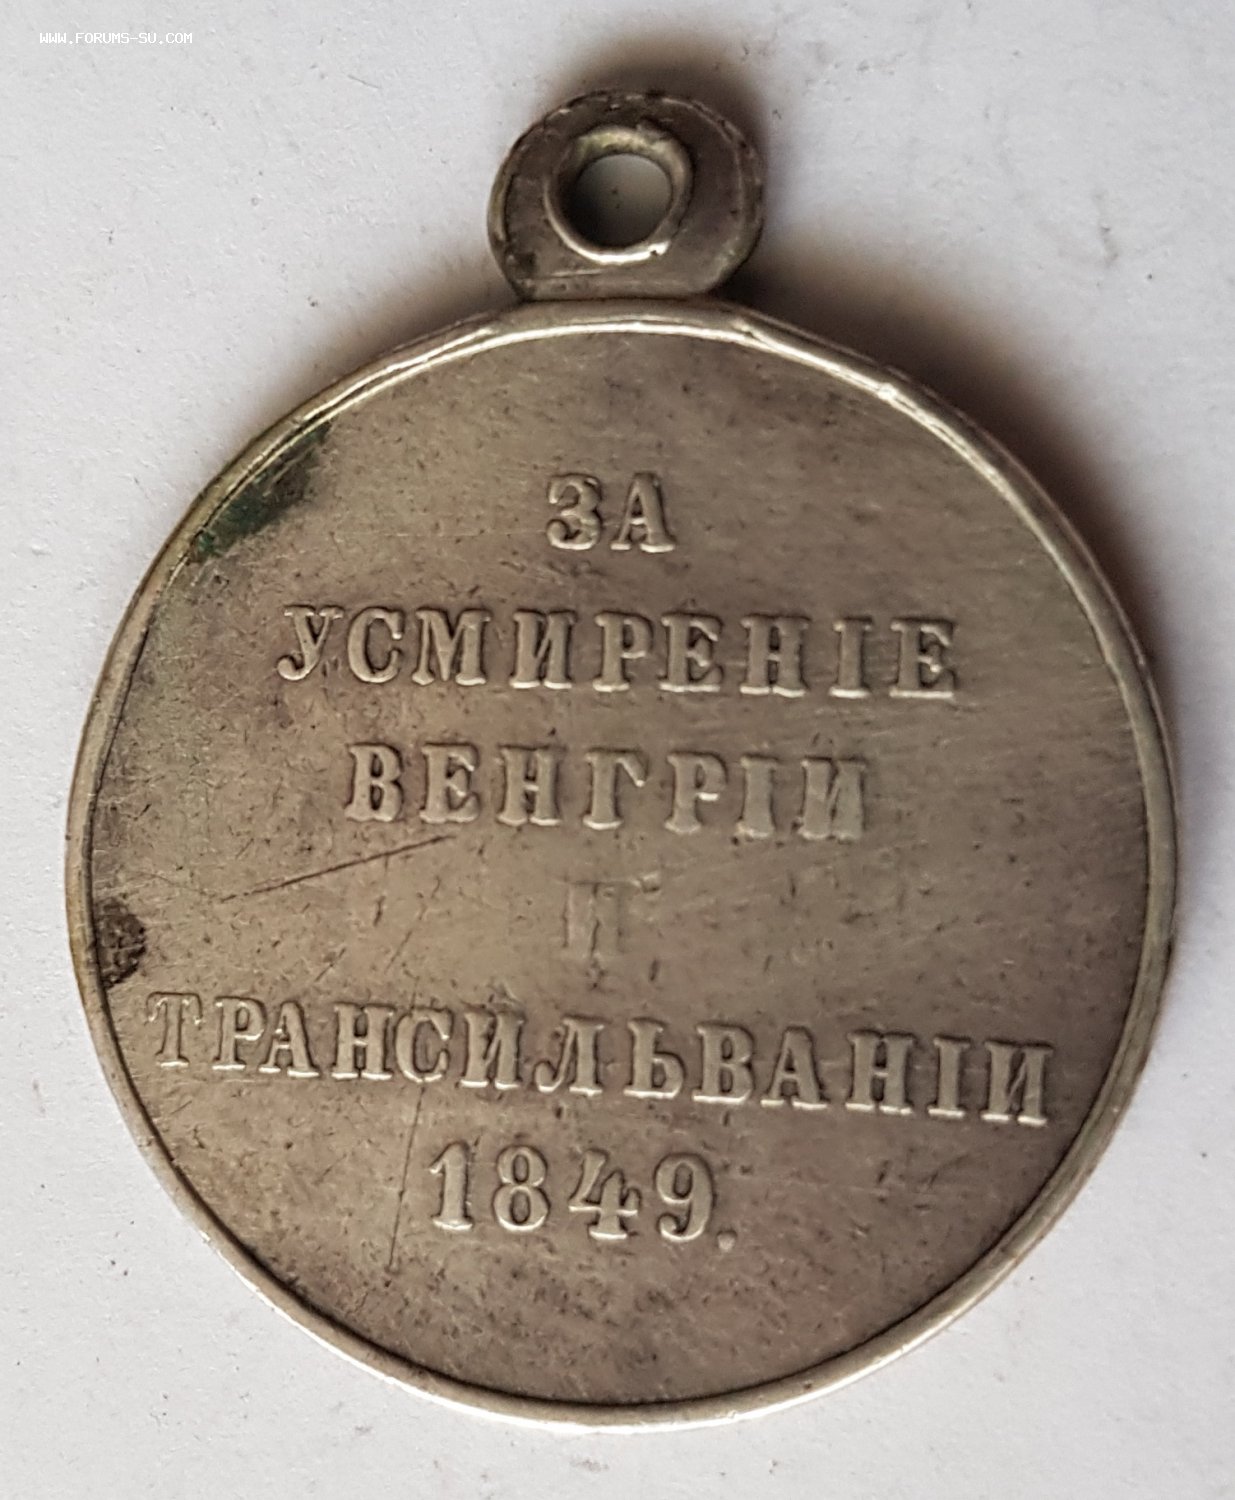 WWW.FORUMS-SU.COM
ЗА
УСМИРЕНІЕ
ВЕНГРІИ
И
ТРАНСИЛЬВАНІИ
1849.